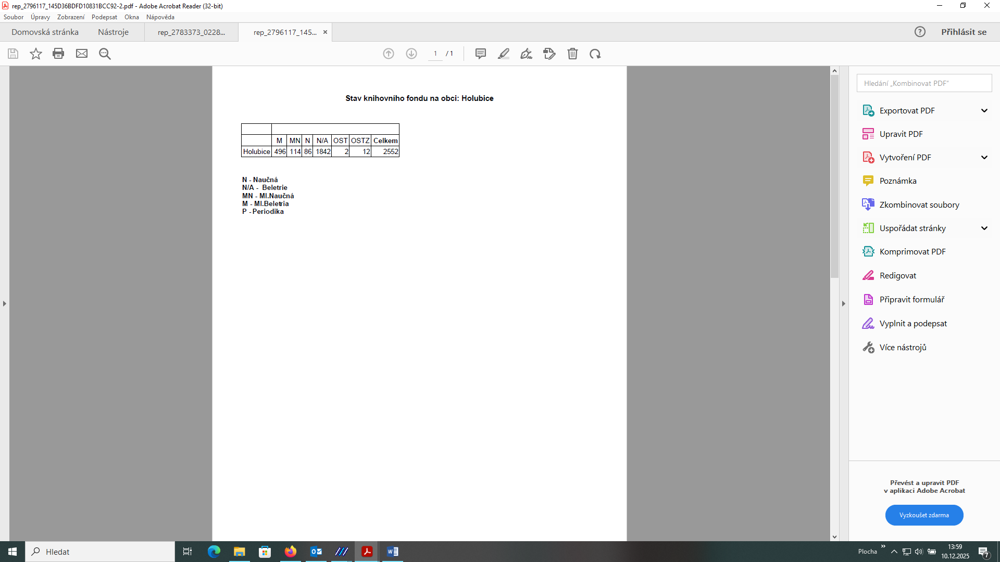 rep_2796117_145D36BDFD10831BCC92-2.pdf - Adobe Acrobat Reader (32-bit)
Soubor Úpravy Zobrazení Podepsat Okna Nápověda
Domovská stránka Nástroje rep_2783373_0228... rep_2796117_145... ×
? Přihlásit se
1 / 1
Stav knihovního fondu na obci: Holubice
M MN N N/A OST OSTZ Celkem
Holubice 496 114 86 1842 2 12 2552
N - Naučná
N/A - Beletrie
MN - Ml.Naučná
M - Ml.Beletria
P - Periodika
Hledání „Kombinovat PDF“
Exportovat PDF
Upravit PDF
Vytvoření PDF
Poznámka
Zkombinovat soubory
Uspořádat stránky
Komprimovat PDF
Redigovat
Připravit formulář
Vyplnit a podepsat
Více nástrojů
Převést a upravit PDF
v aplikaci Adobe Acrobat
Vyzkoušet zdarma
Hledat
Plocha
13:59
10.12.2025
7